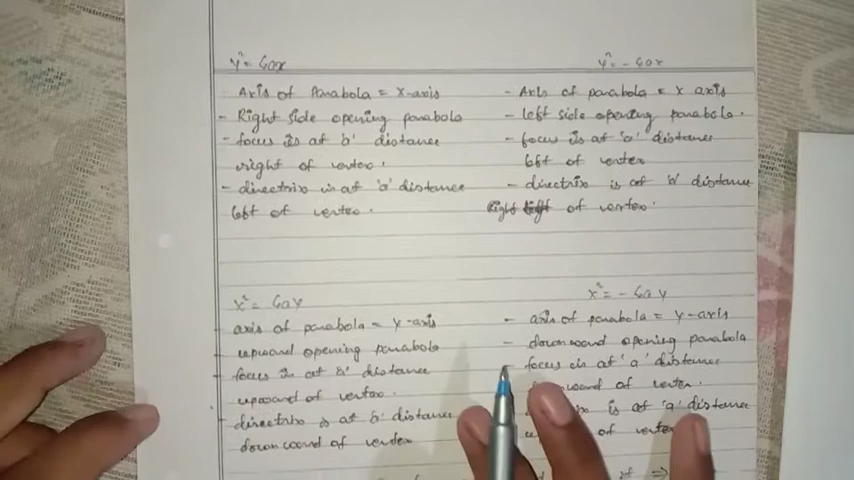 y² = 4ax
Axis of Parabola = X-axis
- Right side opening parabola
- focus is at 'a' distance
right of vertex.
- directrix is at 'a' distance
left of vertex.
y² = - 4ax
- Axis of parabola = x axis
- left side opening parabola.
- focus is at 'a' distance
left of vertex
- directrix is at 'a' distance
Right of vertex.
x² = 4ay
axis of parabola = y-axis
upward opening parabola
- focus is at 'a' distance
upward of vertex.
- directrix is at 'a' distance
downward of vertex
x² = - 4ay
- axis of parabola = y-axis
- downward opening parabola
focus is at 'a' distance
of vertex.
is at 'a' distance
of vertex